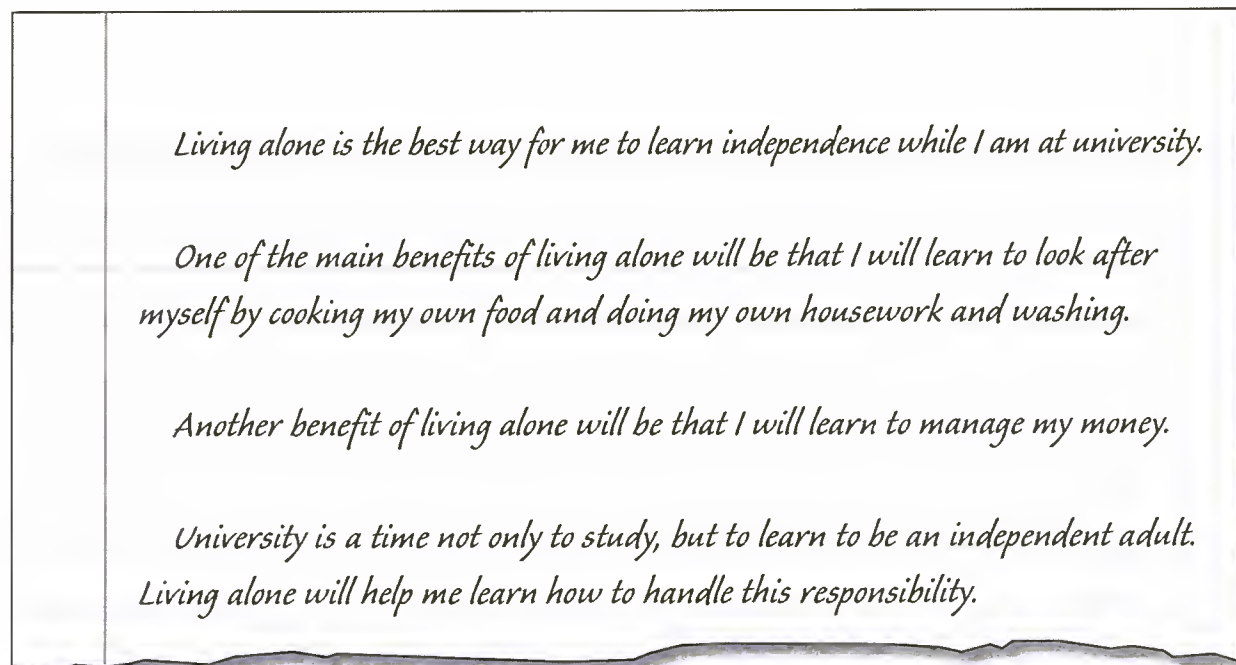 Living alone is the best way for me to learn independence while I am at university.
One of the main benefits of living alone will be that I will learn to look after
myself by cooking my own food and doing my own housework and washing.
Another benefit of living alone will be that I will learn to manage my money.
University is a time not only to study, but to learn to be an independent adult.
Living alone will help me learn how to handle this responsibility.